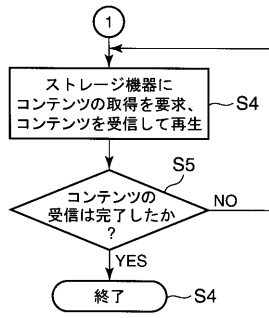 1
ストレージ機器に
コンテンツの取得を要求、
コンテンツを受信して再生
S4
S5
コンテンツの
受信は完了したか
?
NO
YES
終了
S4